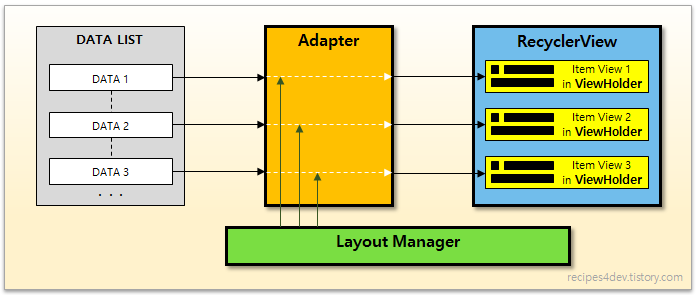 DATA LIST
DATA 1
DATA 2
DATA 3
. . .
Adapter
RecyclerView
Item View 1
in ViewHolder
Item View 2
in ViewHolder
Item View 3
in ViewHolder
Layout Manager
recipes4dev.tistory.com